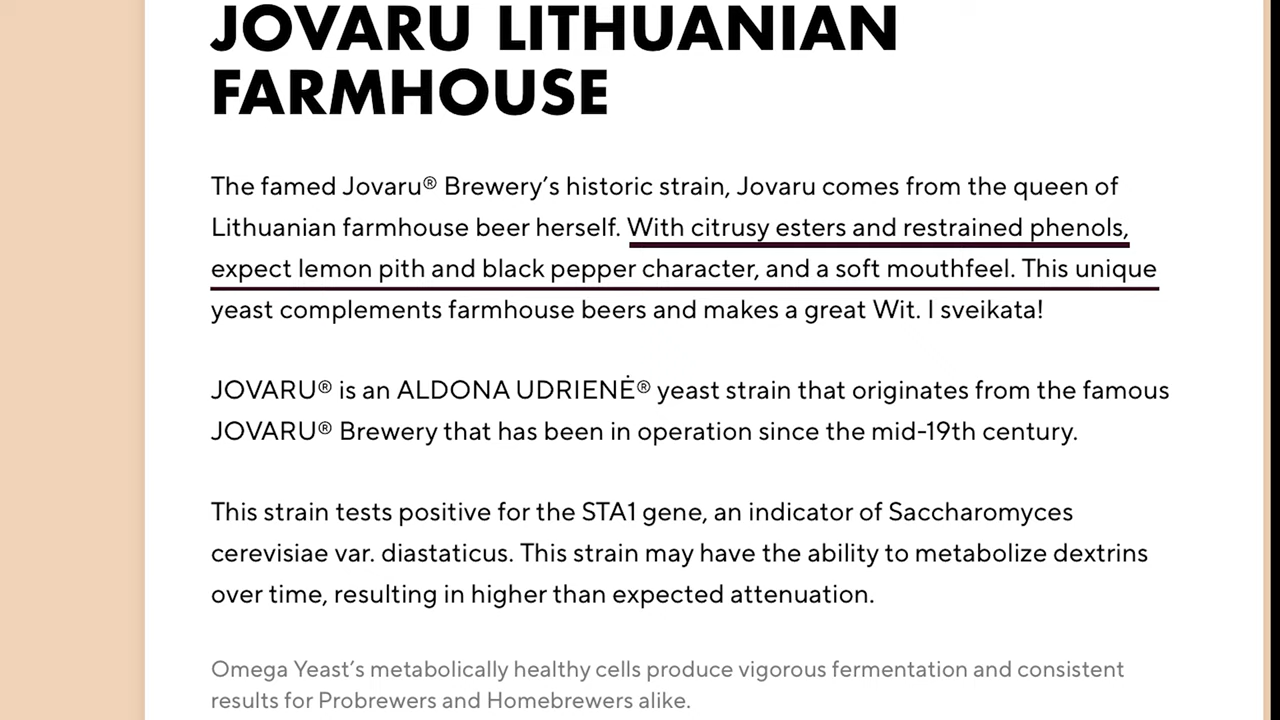 JOVARU LITHUANIAN
FARMHOUSE
The famed Jovaru® Brewery’s historic strain, Jovaru comes from the queen of
Lithuanian farmhouse beer herself. With citrusy esters and restrained phenols,
expect lemon pith and black pepper character, and a soft mouthfeel. This unique
yeast complements farmhouse beers and makes a great Wit. I sveikata!
JOVARU® is an ALDONA UDRIENĖ® yeast strain that originates from the famous
JOVARU® Brewery that has been in operation since the mid-19th century.
This strain tests positive for the STA1 gene, an indicator of Saccharomyces
cerevisiae var. diastaticus. This strain may have the ability to metabolize dextrins
over time, resulting in higher than expected attenuation.
Omega Yeast’s metabolically healthy cells produce vigorous fermentation and consistent
results for Probrewers and Homebrewers alike.